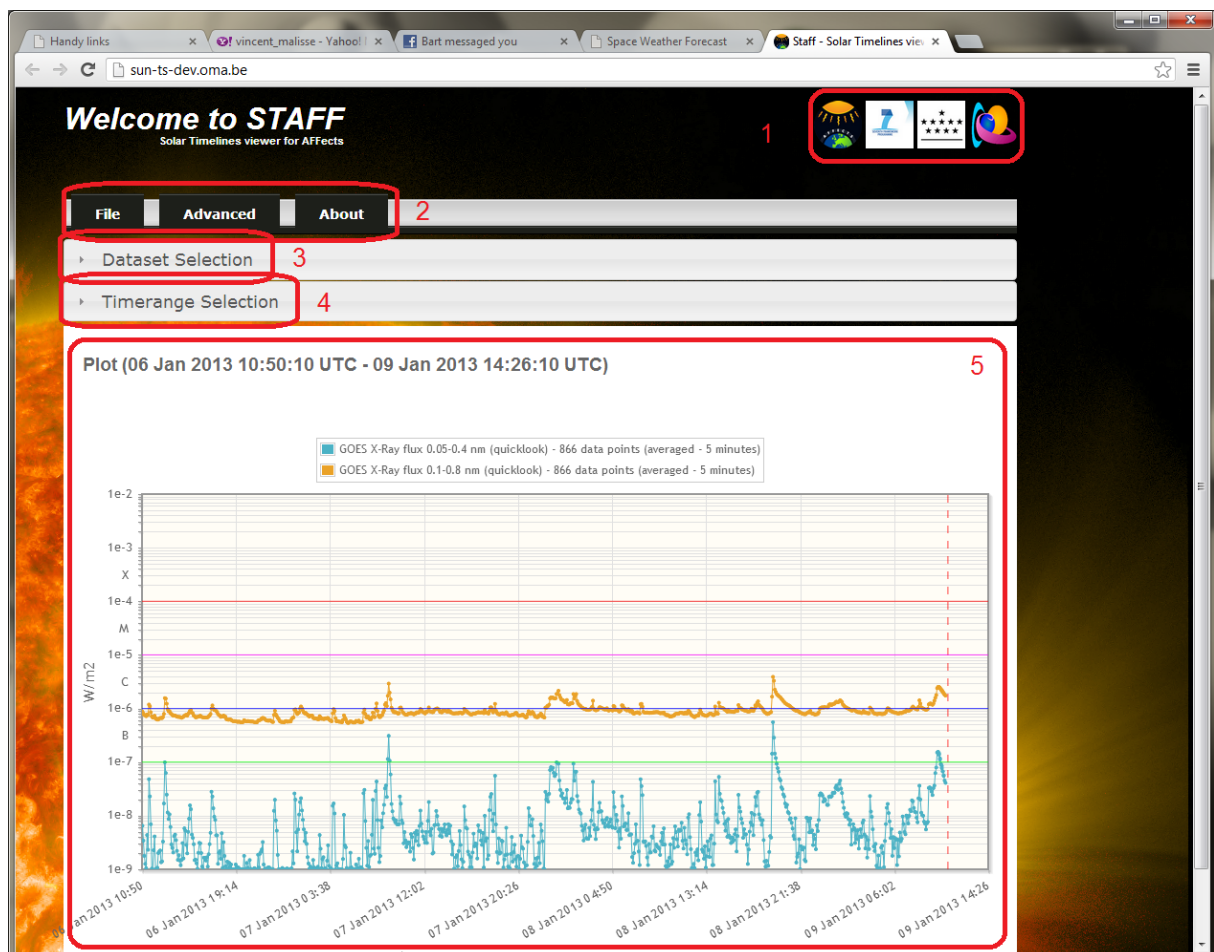 Handy links
vincent_malisse - Yahoo!
Bart messaged you
Space Weather Forecast
Staff - Solar Timelines view
sun-ts-dev.oma.be
Welcome to STAFF
Solar Timelines viewer for AFFects
1
7
File
Advanced
About
2
Dataset Selection
3
Timerange Selection
4
Plot (06 Jan 2013 10:50:10 UTC - 09 Jan 2013 14:26:10 UTC)
5
GOES X-Ray flux 0.05-0.4 nm (quicklook) - 866 data points (averaged - 5 minutes)
GOES X-Ray flux 0.1-0.8 nm (quicklook) - 866 data points (averaged - 5 minutes)
1e-2
1e-3
X
1e-4
M
1e-5
C
1e-6
B
1e-7
1e-8
1e-9
W/m2
06 Jan 2013 10:50
06 Jan 2013 19:14
07 Jan 2013 03:38
07 Jan 2013 12:02
07 Jan 2013 20:26
08 Jan 2013 04:50
08 Jan 2013 13:14
08 Jan 2013 21:38
09 Jan 2013 06:02
09 Jan 2013 14:26